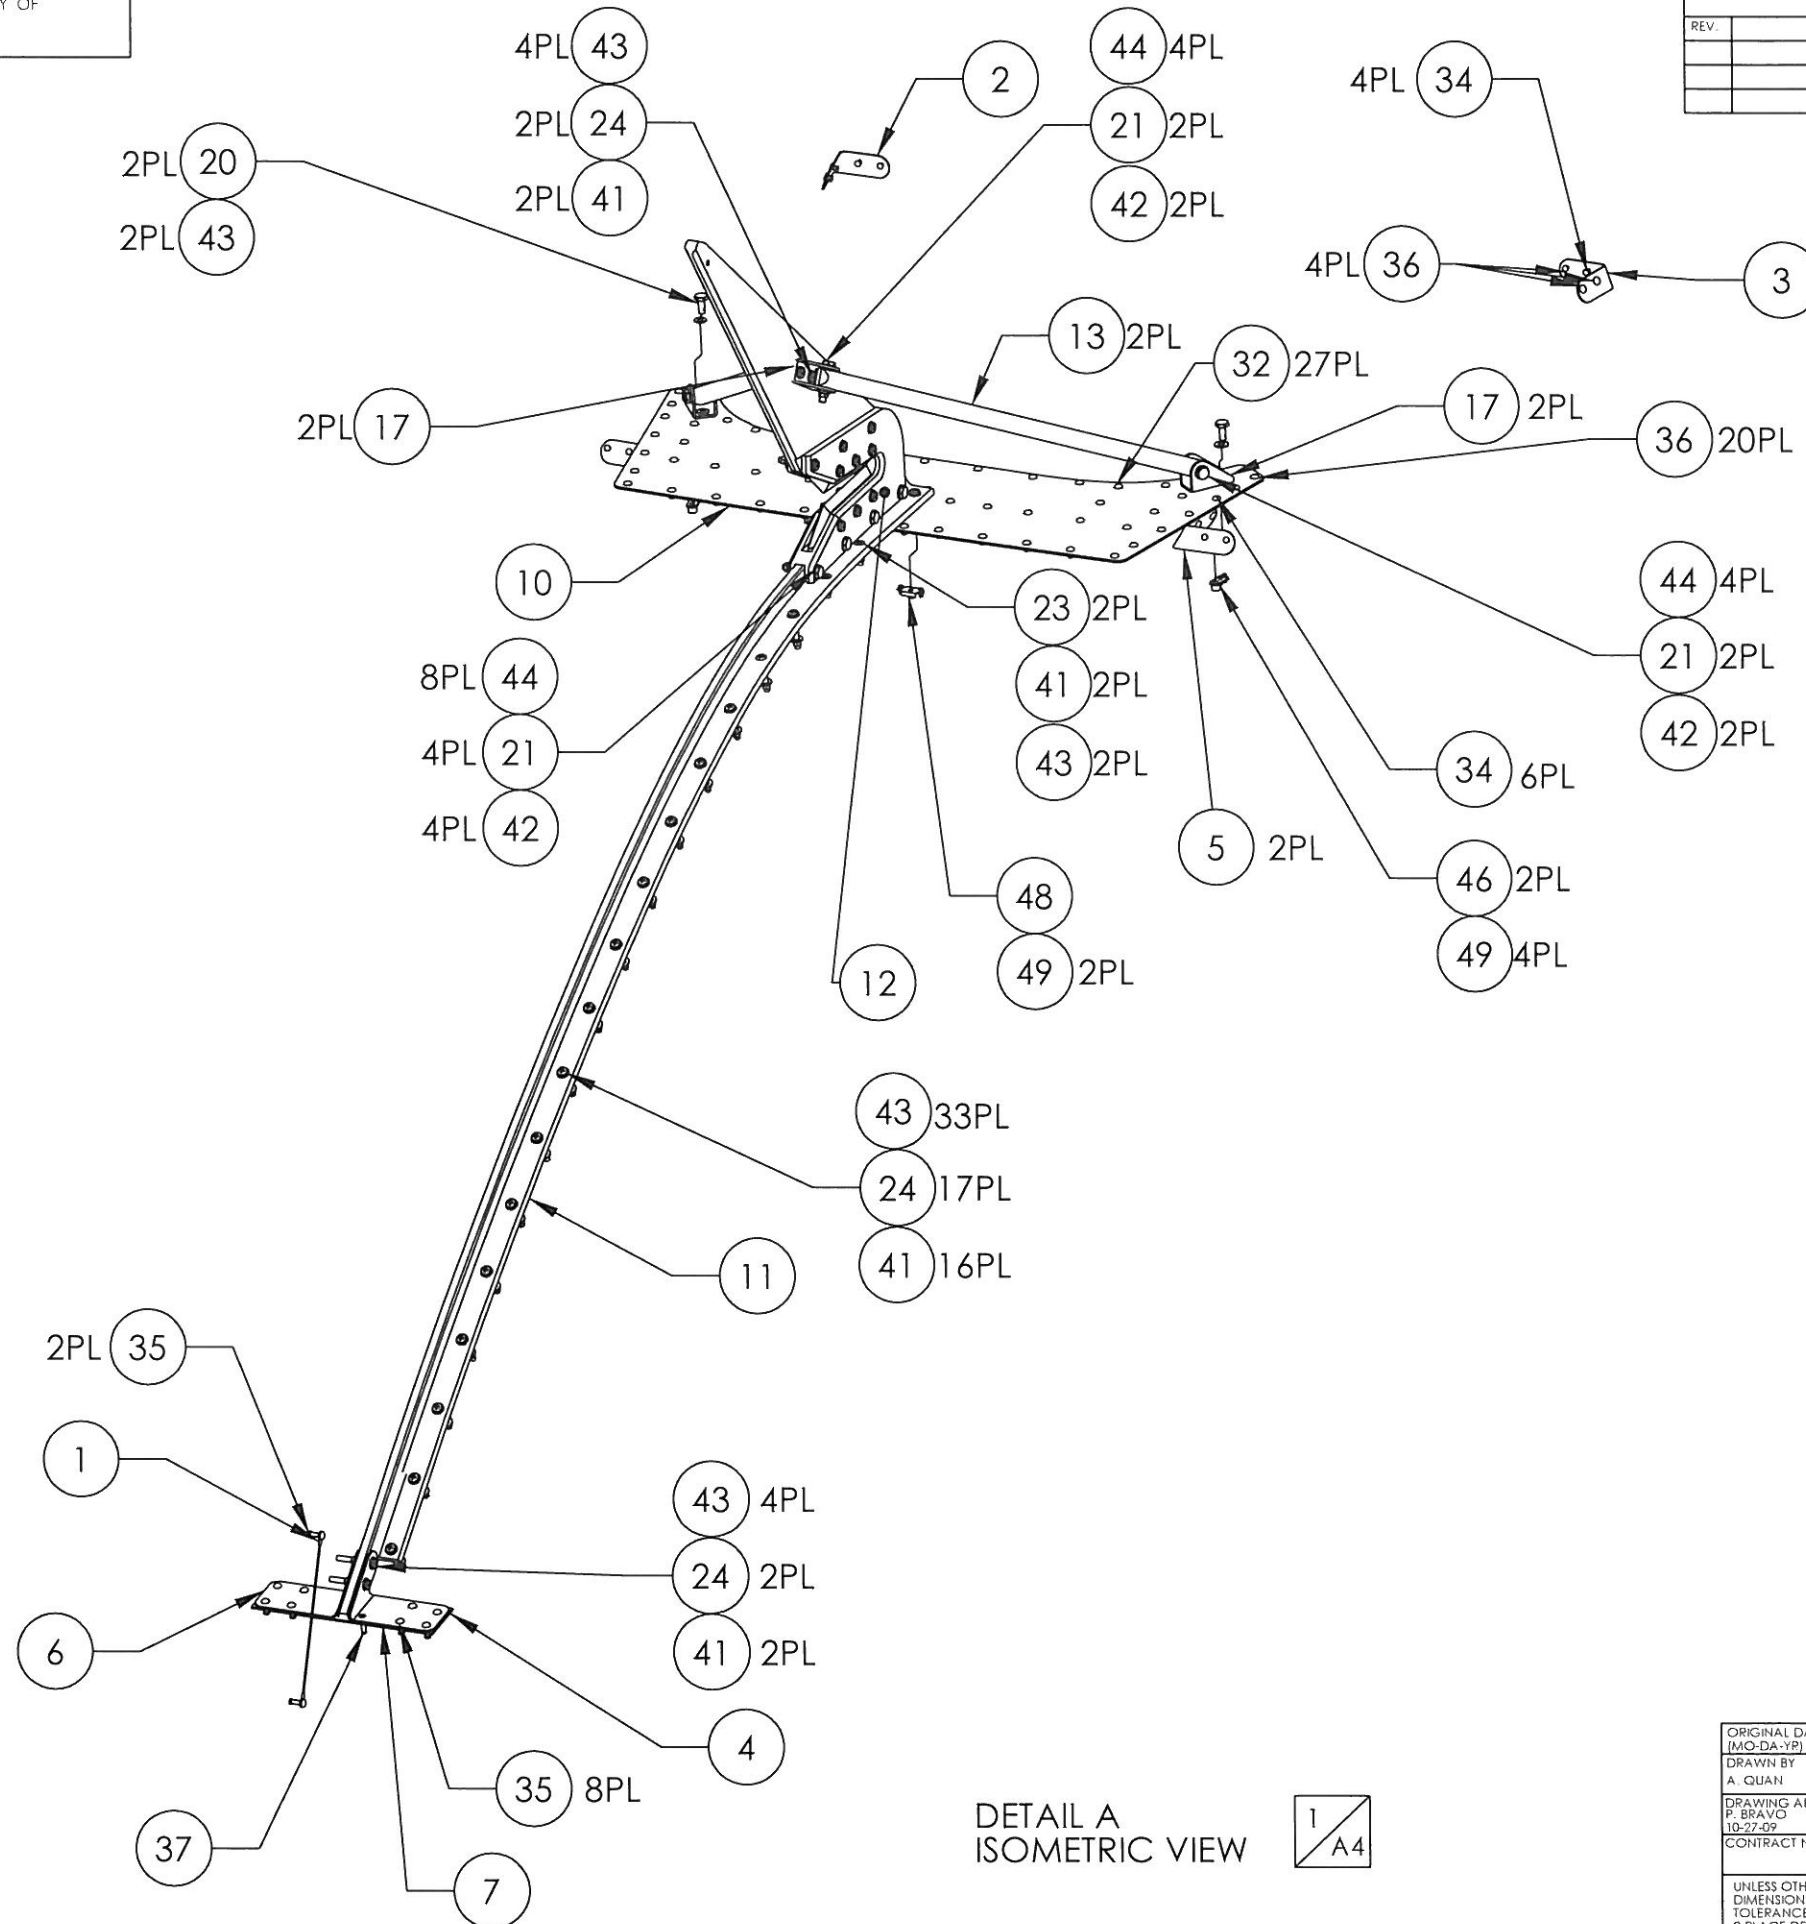 Y OF
REV.
4PL 43
2PL 24
2PL 41
2
44 4PL
21 2PL
42 2PL
4PL 34
2PL 20
2PL 43
4PL 36
3
13 2PL
32 27PL
2PL 17
17 2PL
36 20PL
10
23 2PL
41 2PL
43 2PL
44 4PL
21 2PL
42 2PL
8PL 44
4PL 21
4PL 42
34 6PL
5 2PL
46 2PL
49 4PL
48
49 2PL
12
43 33PL
24 17PL
41 16PL
11
2PL 35
1
43 4PL
24 2PL
41 2PL
6
4
35 8PL
37
7
DETAIL A
ISOMETRIC VIEW
1
A4
ORIGINAL DA
(MO-DA-YR)
DRAWN BY
A. QUAN
DRAWING A
P. BRAVO
10-27-09
CONTRACT N
UNLESS OTH
DIMENSION
TOLERANCE